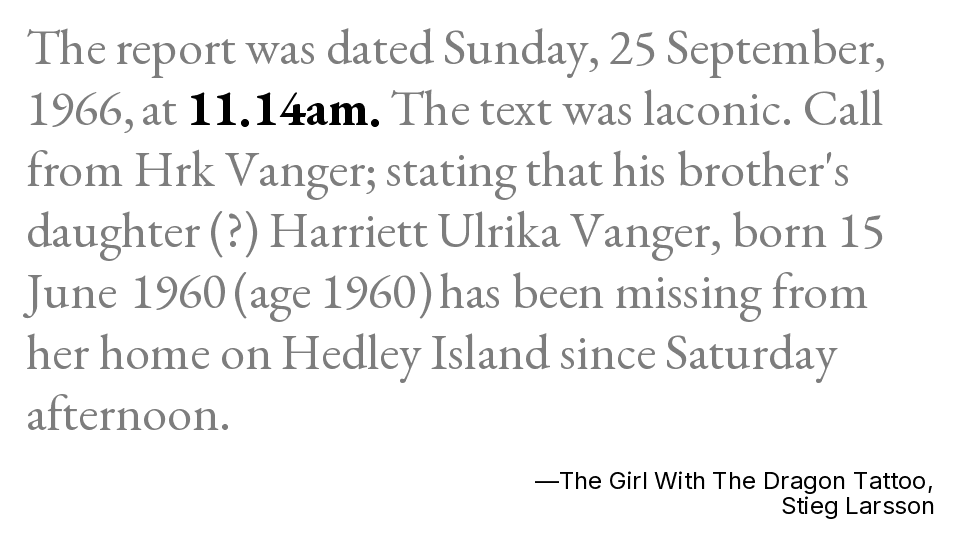 The report was dated Sunday, 25 September,
1966, at 11.14am. The text was laconic. Call
from Hrk Vanger; stating that his brother's
daughter (?) Harriett Ulrika Vanger, born 15
June 1960 (age 1960) has been missing from
her home on Hedley Island since Saturday
afternoon.
—The Girl With The Dragon Tattoo,
Stieg Larsson